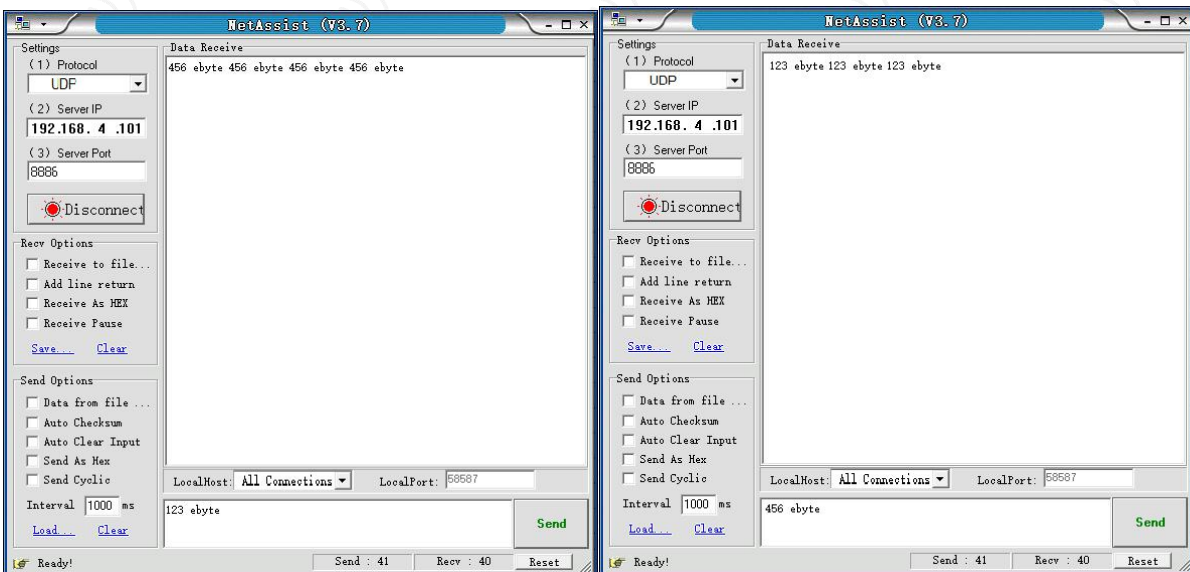 NetAssist (V3.7)
Settings
(1) Protocol
UDP
(2) Server IP
192.168. 4 .101
(3) Server Port
8886
Disconnect
Recv Options
Receive to file...
Add line return
Receive As HEX
Receive Pause
Save... Clear
Send Options
Data from file ...
Auto Checksum
Auto Clear Input
Send As Hex
Send Cyclic
Interval 1000 ms
Load... Clear
Data Receive
456 ebyte 456 ebyte 456 ebyte 456 ebyte
LocalHost: All Connections LocalPort: 58587
123 ebyte
Send
Ready! Send : 41 Recv : 40 Reset
NetAssist (V3.7)
Settings
(1) Protocol
UDP
(2) Server IP
192.168. 4 .101
(3) Server Port
8886
Disconnect
Recv Options
Receive to file...
Add line return
Receive As HEX
Receive Pause
Save... Clear
Send Options
Data from file ...
Auto Checksum
Auto Clear Input
Send As Hex
Send Cyclic
Interval 1000 ms
Load... Clear
Data Receive
123 ebyte 123 ebyte 123 ebyte
LocalHost: All Connections LocalPort: 58587
456 ebyte
Send
Ready! Send : 41 Recv : 40 Reset